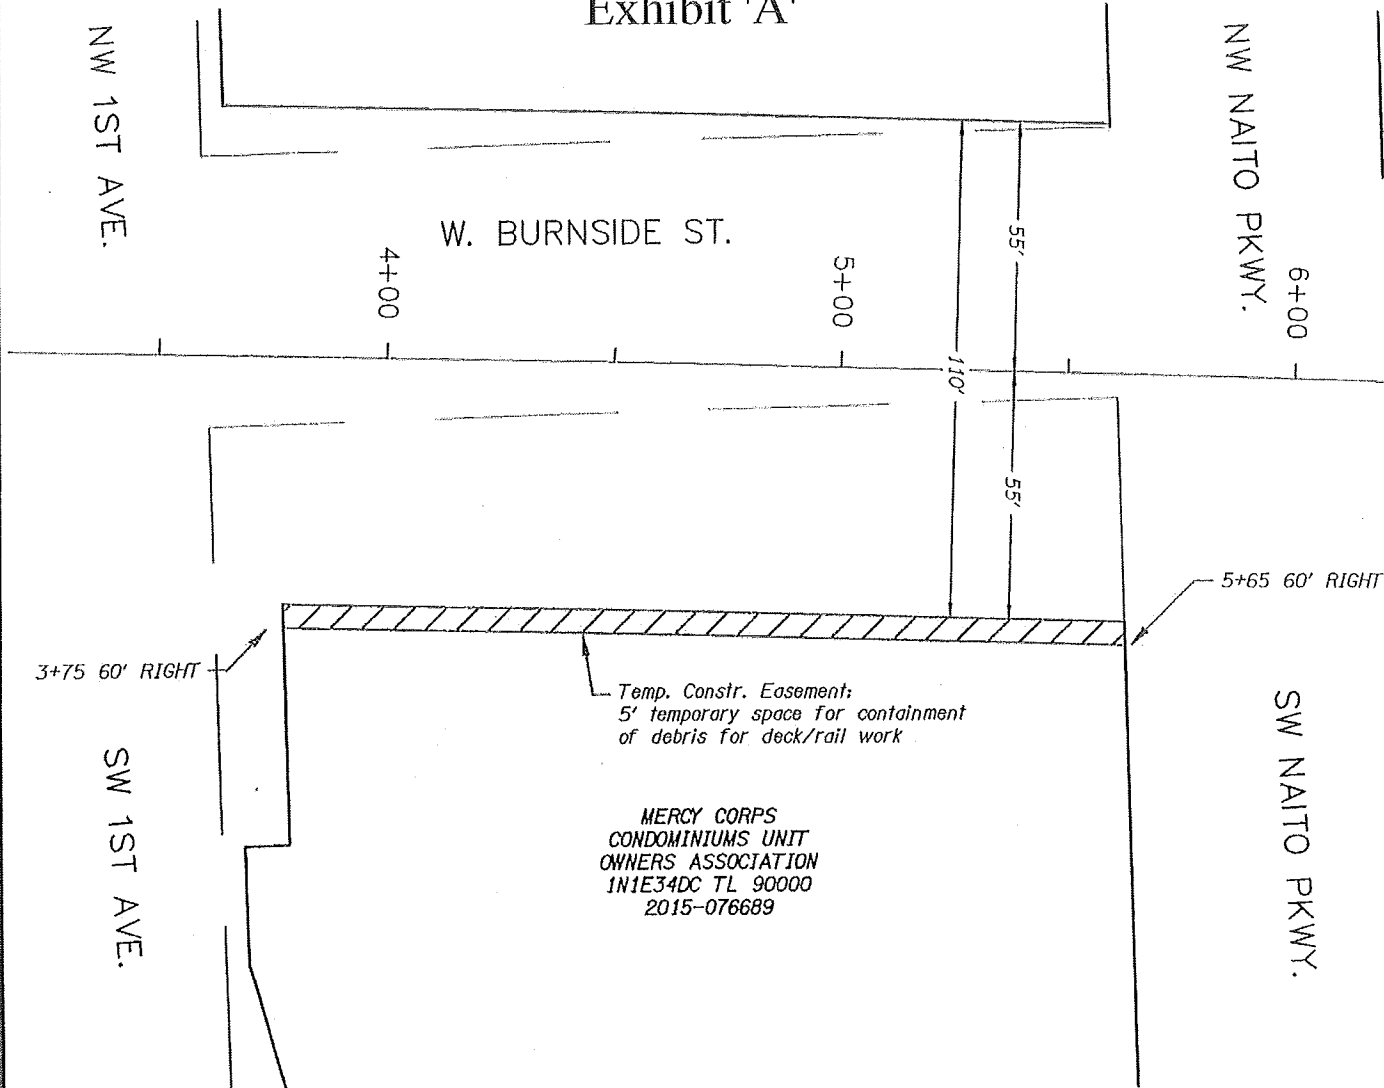 Exhibit 'A'
NW 1ST AVE.
NW NAITO PKWY.
W. BURNSIDE ST.
4+00
5+00
6+00
55'
110'
55'
5+65 60' RIGHT
3+75 60' RIGHT
Temp. Constr. Easement:
5' temporary space for containment
of debris for deck/rail work
SW 1ST AVE.
SW NAITO PKWY.
MERCY CORPS
CONDOMINIUMS UNIT
OWNERS ASSOCIATION
1N1E34DC TL 90000
2015-076689